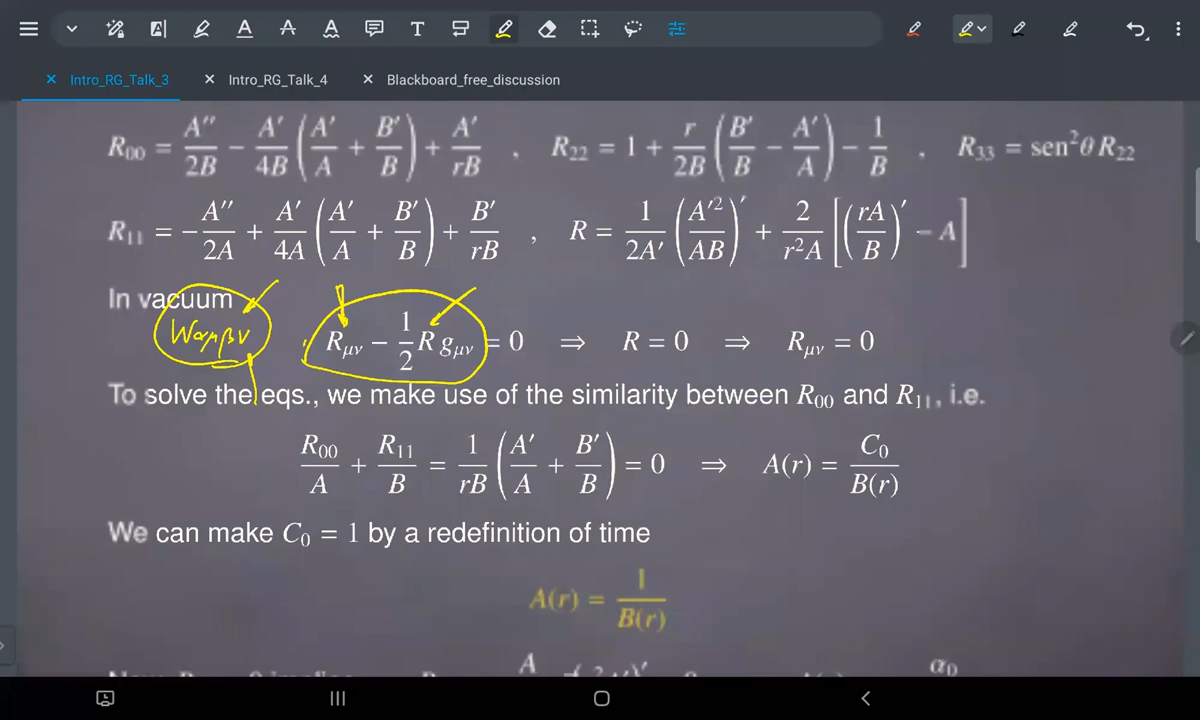 Intro_RG_Talk_3 Intro_RG_Talk_4 Blackboard_free_discussion
R₀₀ = A″/2B − A′/4B (A′/A + B′/B) + A′/rB , R₂₂ = 1 + r/2B (B′/B − A′/A) − 1/B , R₃₃ = sen²θ R₂₂
R₁₁ = −A″/2A + A′/4A (A′/A + B′/B) + B′/rB , R = 1/2A′ (A′²/AB)′ + 2/r²A [(rA/B)′ − A]
In vacuum
Wαμβν
Rμν − 1/2 R gμν = 0 ⇒ R = 0 ⇒ Rμν = 0
To solve the eqs., we make use of the similarity between R₀₀ and R₁₁, i.e.
R₀₀/A + R₁₁/B = 1/rB (A′/A + B′/B) = 0 ⇒ A(r) = C₀/B(r)
We can make C₀ = 1 by a redefinition of time
A(r) = 1/B(r)